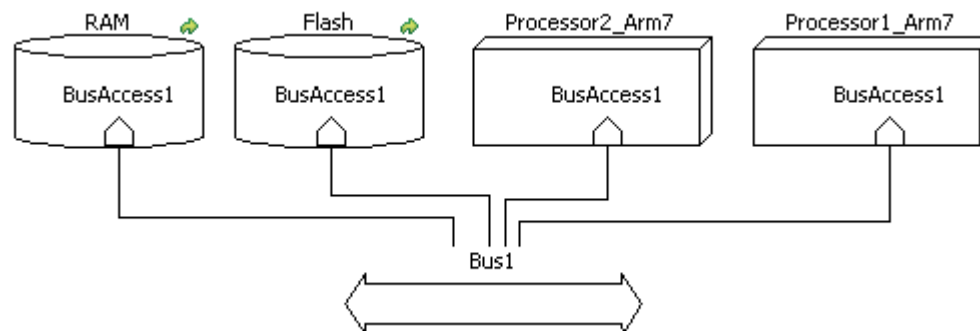 RAM
Flash
Processor2_Arm7
Processor1_Arm7
BusAccess1
BusAccess1
BusAccess1
BusAccess1
Bus1